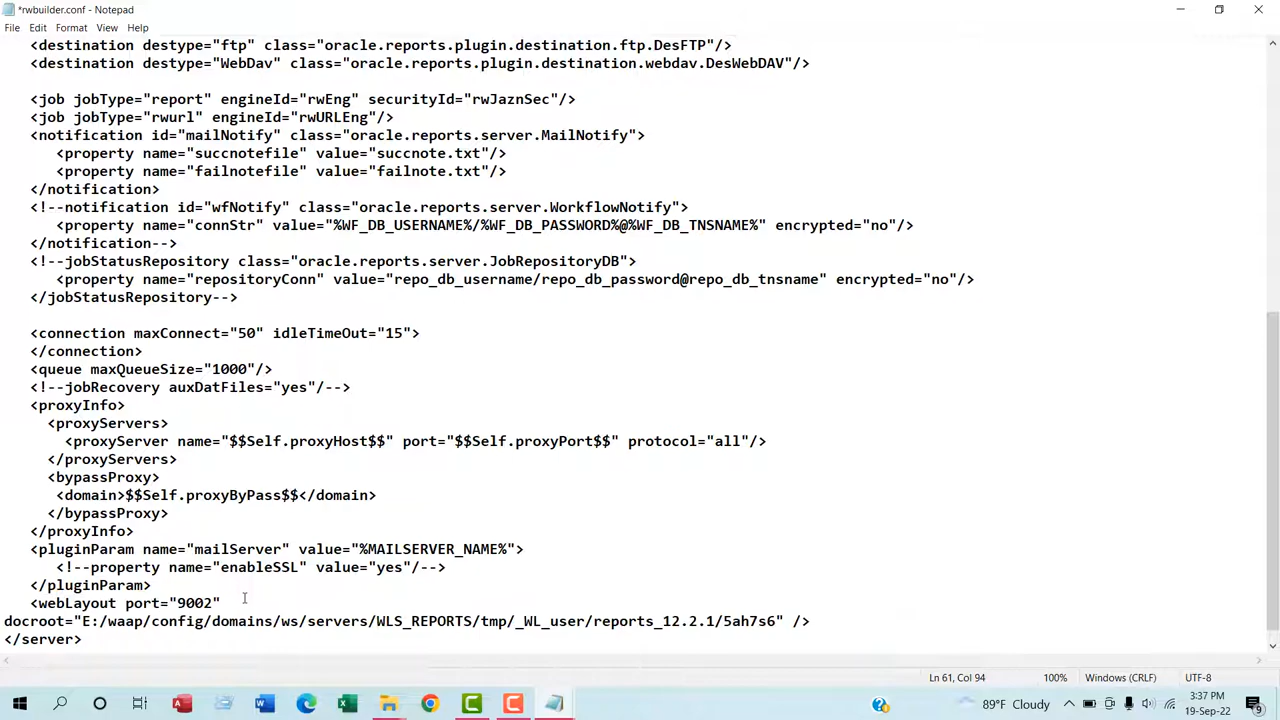 *rwbuilder.conf - Notepad
File Edit Format View Help
<destination destype="ftp" class="oracle.reports.plugin.destination.ftp.DesFTP"/>
<destination destype="WebDav" class="oracle.reports.plugin.destination.webdav.DesWebDAV"/>
<job jobType="report" engineId="rwEng" securityId="rwJaznSec"/>
<job jobType="rwurl" engineId="rwURLEng"/>
<notification id="mailNotify" class="oracle.reports.server.MailNotify">
<property name="succnotefile" value="succnote.txt"/>
<property name="failnotefile" value="failnote.txt"/>
</notification>
<!--notification id="wfNotify" class="oracle.reports.server.WorkflowNotify">
<property name="connStr" value="%WF_DB_USERNAME%/%WF_DB_PASSWORD%@%WF_DB_TNSNAME%" encrypted="no"/>
</notification-->
<!--jobStatusRepository class="oracle.reports.server.JobRepositoryDB">
<property name="repositoryConn" value="repo_db_username/repo_db_password@repo_db_tnsname" encrypted="no"/>
</jobStatusRepository-->
<connection maxConnect="50" idleTimeOut="15">
</connection>
<queue maxQueueSize="1000"/>
<!--jobRecovery auxDatFiles="yes"/-->
<proxyInfo>
<proxyServers>
<proxyServer name="$$Self.proxyHost$$" port="$$Self.proxyPort$$" protocol="all"/>
</proxyServers>
<bypassProxy>
<domain>$$Self.proxyByPass$$</domain>
</bypassProxy>
</proxyInfo>
<pluginParam name="mailServer" value="%MAILSERVER_NAME%">
<!--property name="enableSSL" value="yes"/-->
</pluginParam>
<webLayout port="9002"
docroot="E:/waap/config/domains/ws/servers/WLS_REPORTS/tmp/_WL_user/reports_12.2.1/5ah7s6" />
</server>
Ln 61, Col 94 100% Windows (CRLF) UTF-8
89°F Cloudy 3:37 PM
19-Sep-22 9